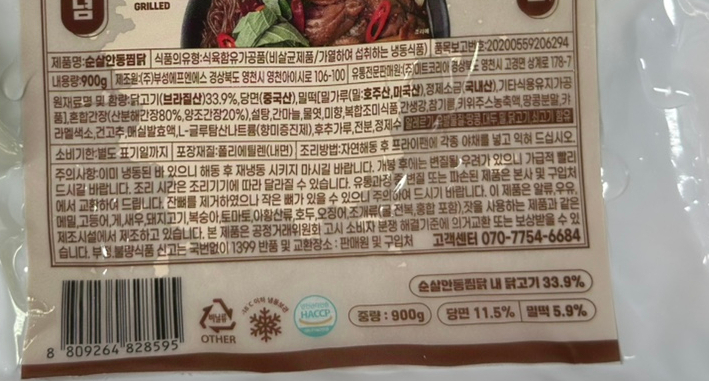 념
GRILLED
제품명:순살안동찜닭 식품의유형:식육함유가공품(비살균제품/가열하여 섭취하는 냉동식품) 품목보고번호:20200559206294
내용량:900g 제조원:(주)부성에프엔에스 경상북도 영천시 영천아이시로 106-100 유통전문판매원:(주)이트코리아 경상북도 영천시 고경면 상계로 178-7
원재료명 및 함량:닭고기(브라질산)33.9%,당면(중국산),밀떡[밀가루(밀:호주산,미국산),정제소금(국내산),기타식용유지가공
품],혼합간장(산분해간장80%,양조간장20%),설탕,간마늘,물엿,미향,복합조미식품,간생강,참기름,키위주스농축액,땅콩분말,카
라멜색소,건고추,매실발효액,L-글루탐산나트륨(향미증진제),후추가루,전분,정제수
소비기한:별도 표기일까지 포장재질:폴리에틸렌(내면) 조리방법:자연해동 후 프라이팬에 각종 야채를 넣고 익혀 드십시오.
주의사항:이미 냉동된 바 있으니 해동 후 재냉동 시키지 마시길 바랍니다. 개봉 후에는 변질될 우려가 있으니 가급적 빨리
드시길 바랍니다. 조리 시간은 조리기기에 따라 달라질 수 있습니다. 유통과정 중 변질 또는 파손된 제품은 본사 및 구입처
에서 교환하여 드립니다. 잔뼈를 제거하였으나 작은 뼈가 있을 수 있으니 주의하여 드시기 바랍니다. 이 제품은 알류,우유,
메밀,고등어,게,새우,돼지고기,복숭아,토마토,아황산류,호두,오징어,조개류(굴,전복,홍합 포함),잣을 사용하는 제품과 같은
제조시설에서 제조하고 있습니다. 본 제품은 공정거래위원회 고시 소비자 분쟁 해결기준에 의거교환 또는 보상받을 수 있
습니다. 부정,불량식품 신고는 국번없이 1399 반품 및 교환장소 : 판매원 및 구입처 고객센터 070-7754-6684
순살안동찜닭 내 닭고기 33.9%
중량 : 900g 당면 11.5% 밀떡 5.9%
비닐류
OTHER
HACCP
8 809264 828595